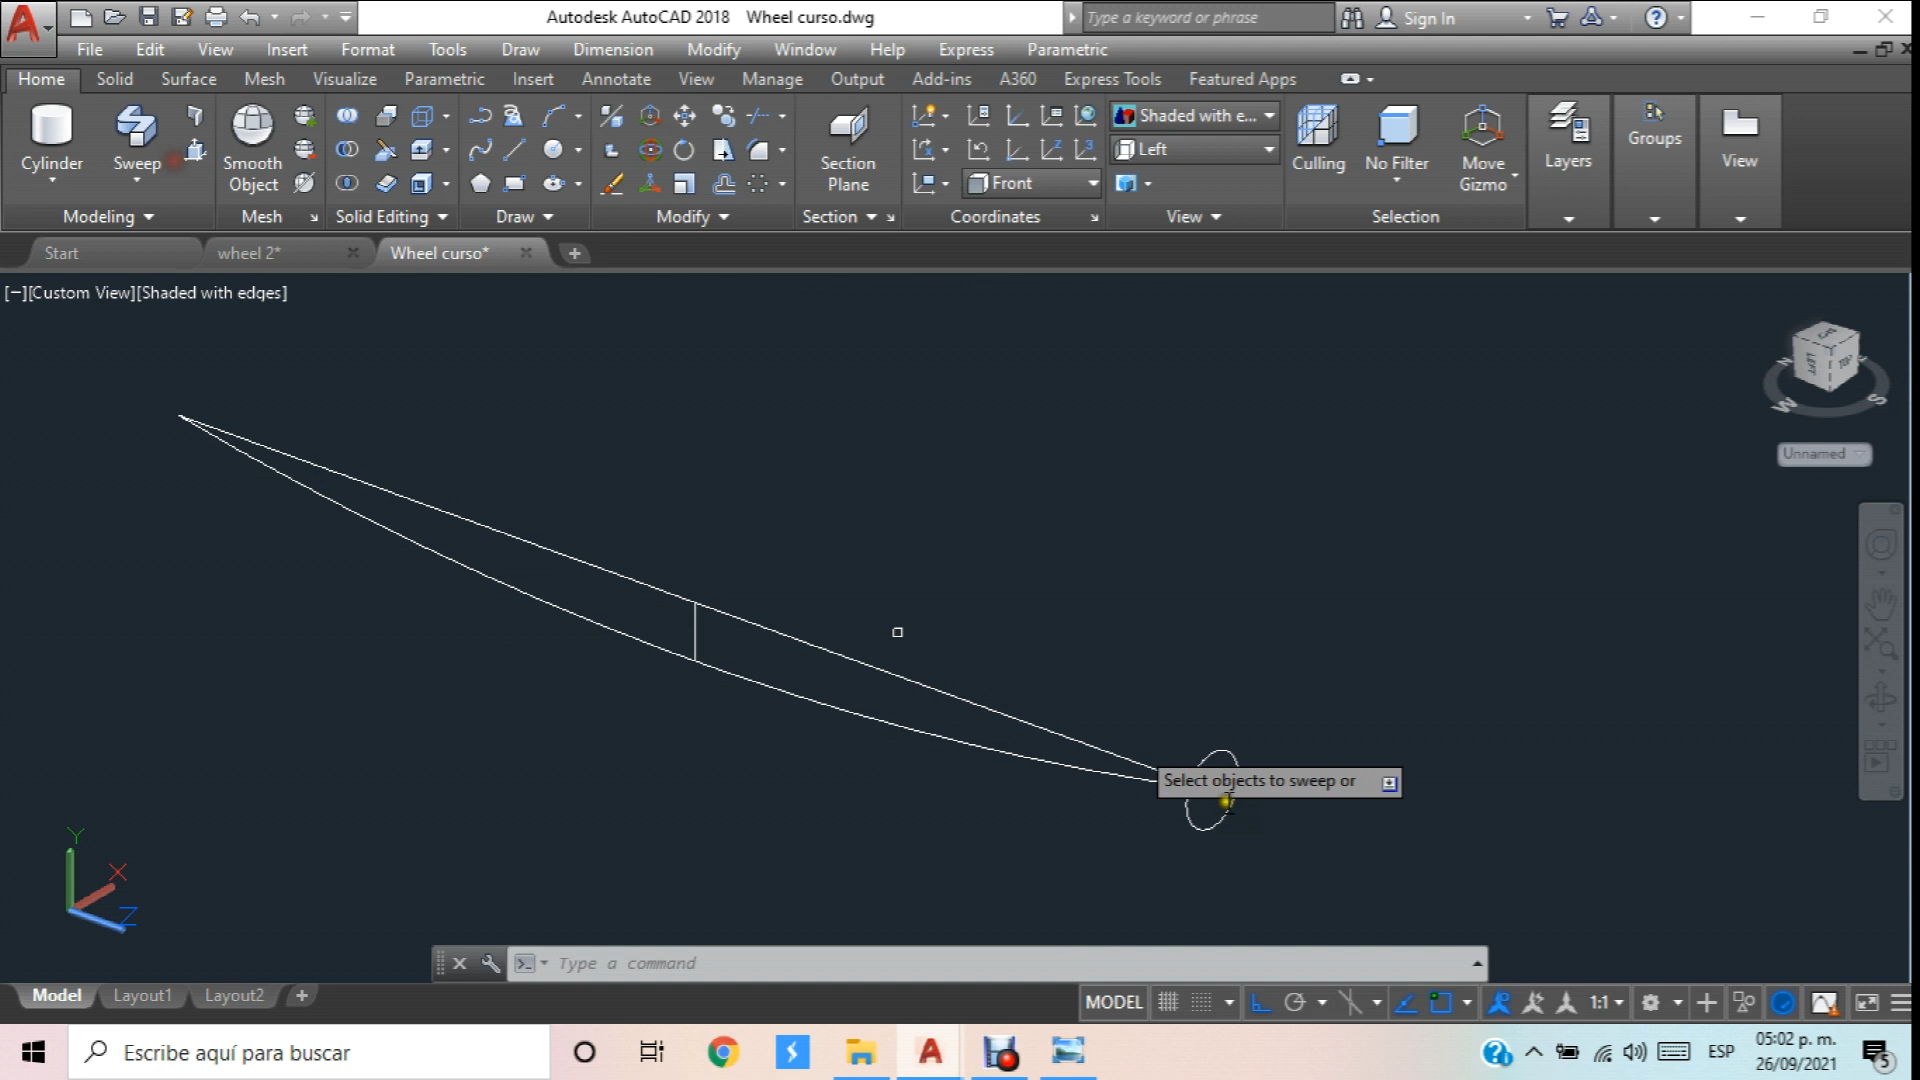 Autodesk AutoCAD 2018 Wheel curso.dwg
Type a keyword or phrase
Sign In
File Edit View Insert Format Tools Draw Dimension Modify Window Help Express Parametric
Home Solid Surface Mesh Visualize Parametric Insert Annotate View Manage Output Add-ins A360 Express Tools Featured Apps
Cylinder
Sweep
Smooth Object
Section Plane
Shaded with e...
Left
Front
Culling
No Filter
Move Gizmo
Layers
Groups
View
Modeling Mesh Solid Editing Draw Modify Section Coordinates View Selection
Start wheel 2* Wheel curso*
[−][Custom View][Shaded with edges]
LEFT
TOP
W
S
Unnamed
Select objects to sweep or
Y
X
Z
Type a command
Model Layout1 Layout2
MODEL
1:1
Escribe aquí para buscar
ESP
05:02 p. m.
26/09/2021
5